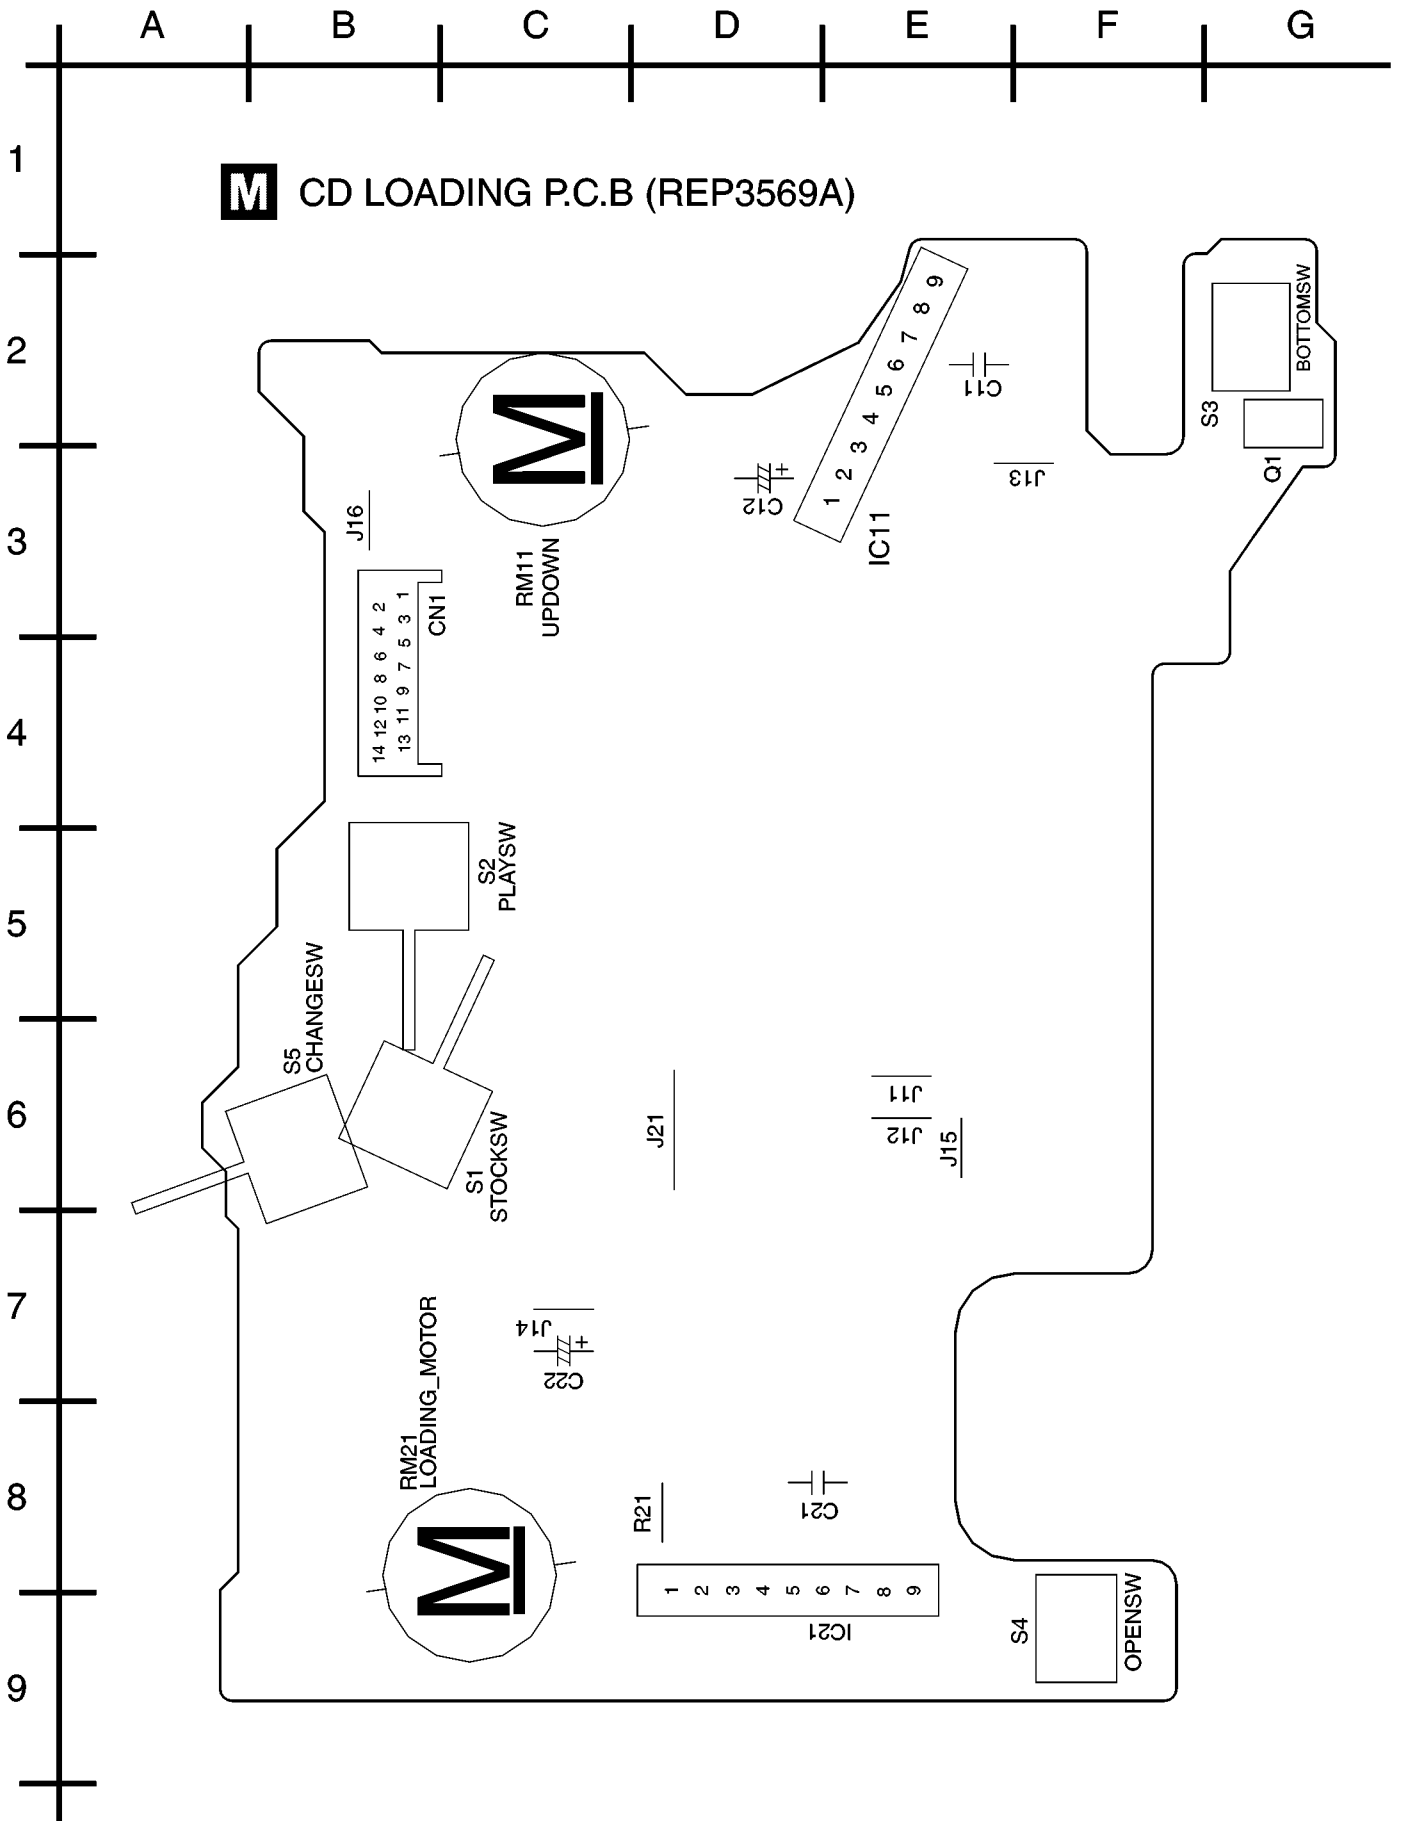 A B C D E F G
1
M CD LOADING P.C.B (REP3569A)
2
BOTTOMSW
S3
Q1
9
8
7
6
5
4
3
2
1
IC11
C11
J13
C12
M
RM11
UPDOWN
3
J16
CN1
14 12 10 8 6 4 2
13 11 9 7 5 3 1
4
S2
PLAYSW
5
S5
CHANGESW
6
S1
STOCKSW
J21
J11
J12
J15
7
J14
+
C22
+
RM21
LOADING_MOTOR
M
8
R21
C21
1 2 3 4 5 6 7 8 9
IC21
S4
OPENSW
9